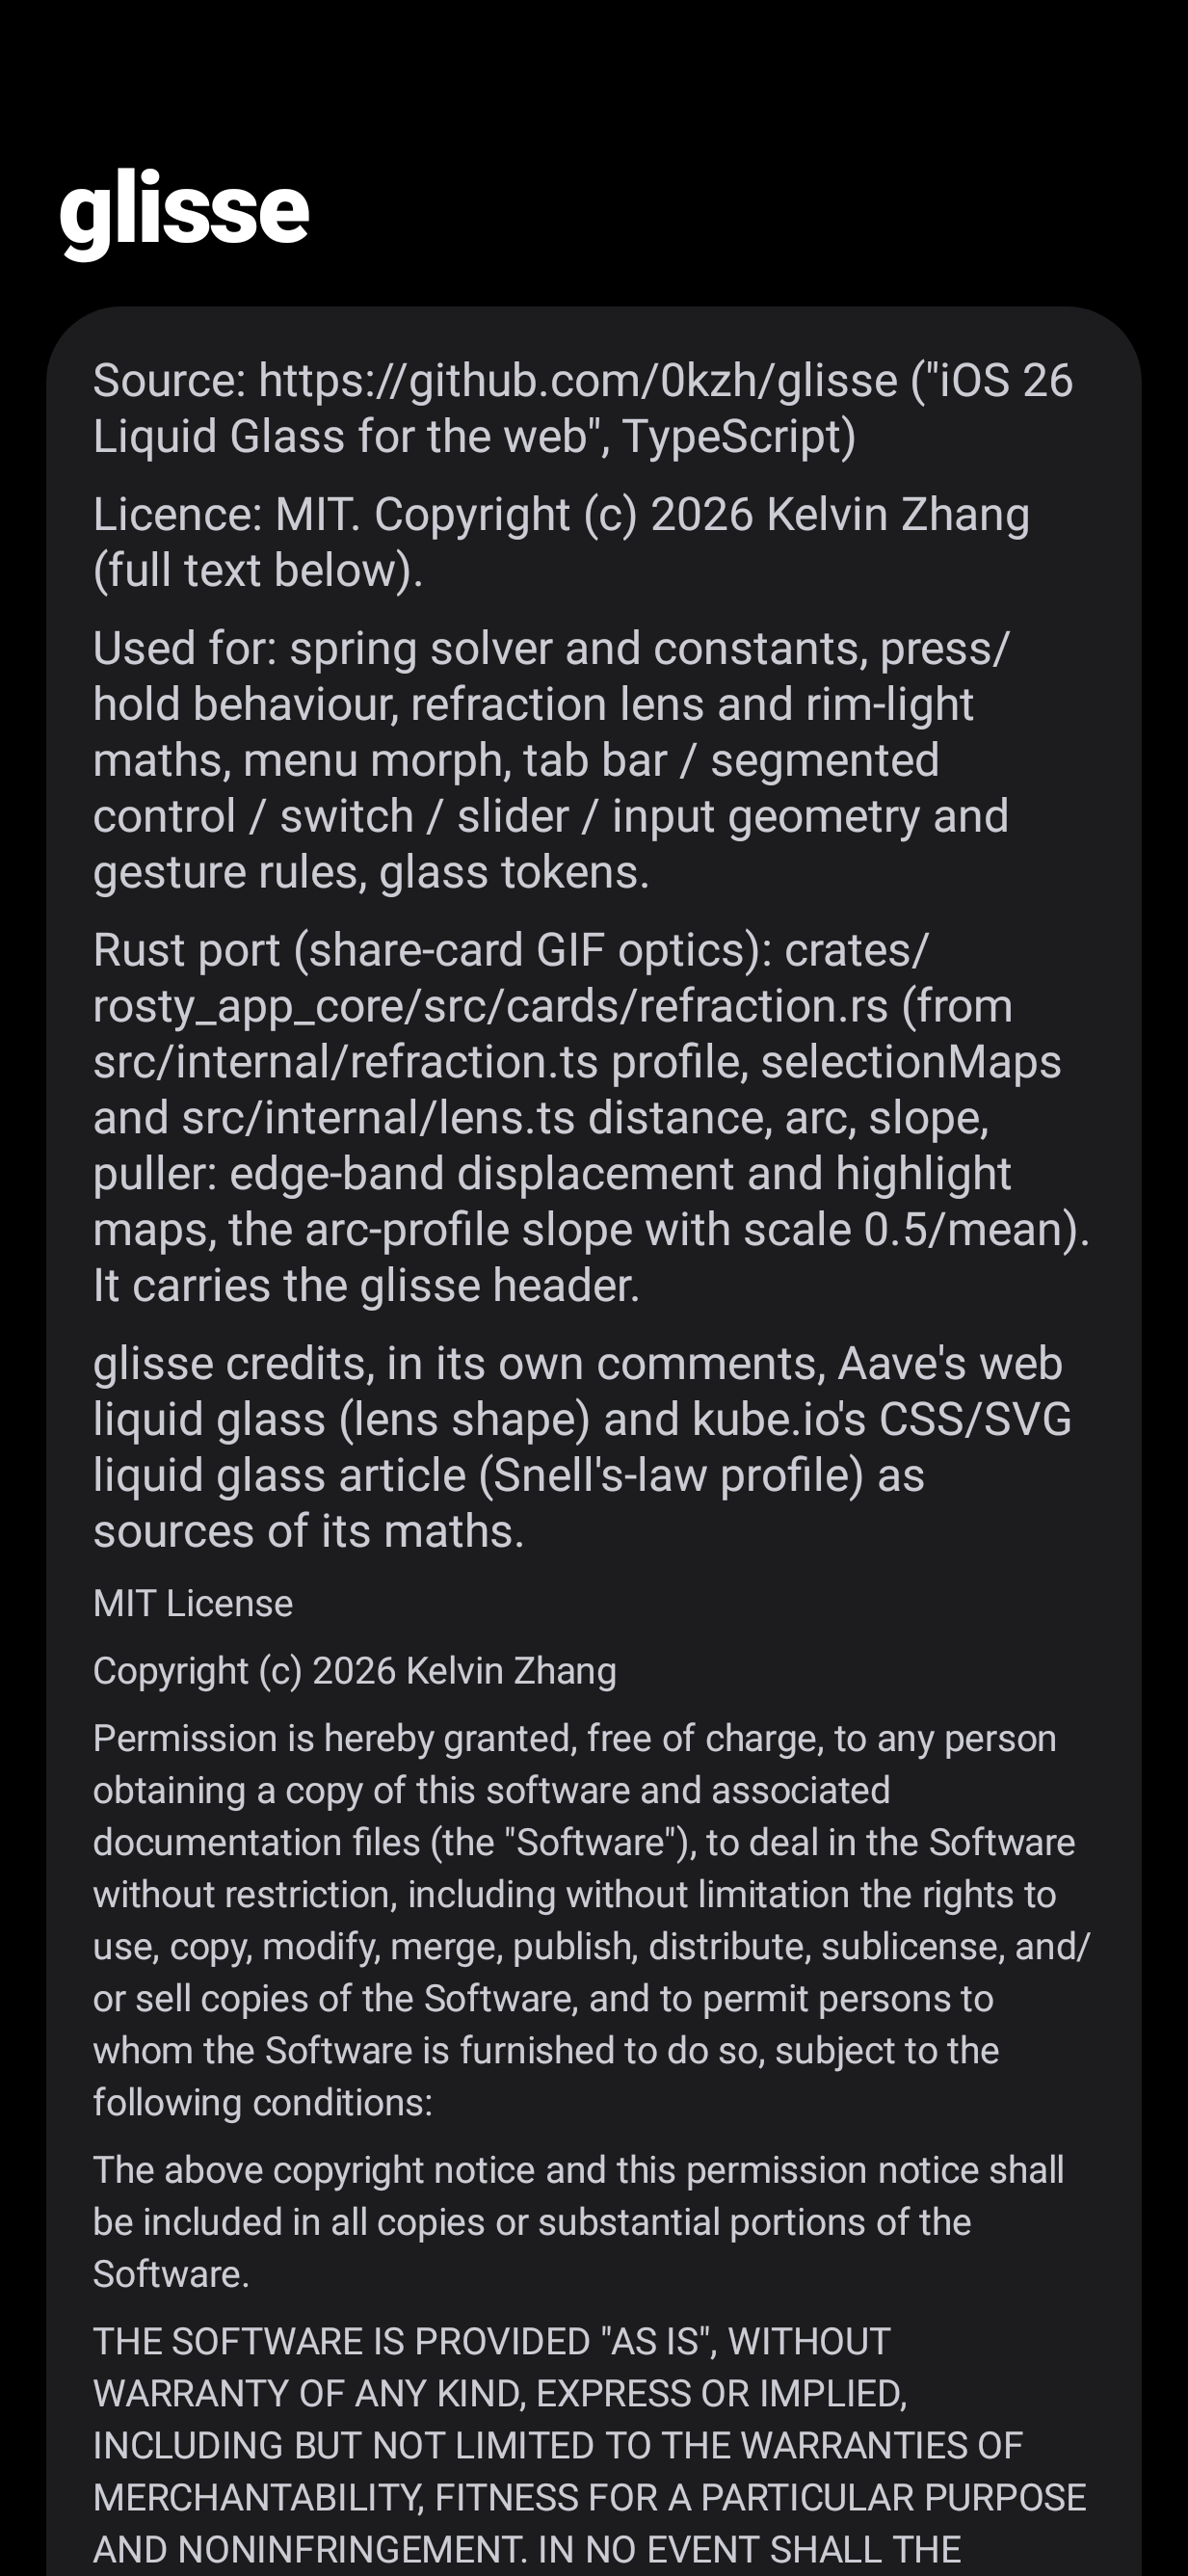 glisse
Source: https://github.com/0kzh/glisse ("iOS 26
Liquid Glass for the web", TypeScript)
Licence: MIT. Copyright (c) 2026 Kelvin Zhang
(full text below).
Used for: spring solver and constants, press/
hold behaviour, refraction lens and rim-light
maths, menu morph, tab bar / segmented
control / switch / slider / input geometry and
gesture rules, glass tokens.
Rust port (share-card GIF optics): crates/
rosty_app_core/src/cards/refraction.rs (from
src/internal/refraction.ts profile, selectionMaps
and src/internal/lens.ts distance, arc, slope,
puller: edge-band displacement and highlight
maps, the arc-profile slope with scale 0.5/mean).
It carries the glisse header.
glisse credits, in its own comments, Aave's web
liquid glass (lens shape) and kube.io's CSS/SVG
liquid glass article (Snell's-law profile) as
sources of its maths.
MIT License
Copyright (c) 2026 Kelvin Zhang
Permission is hereby granted, free of charge, to any person
obtaining a copy of this software and associated
documentation files (the "Software"), to deal in the Software
without restriction, including without limitation the rights to
use, copy, modify, merge, publish, distribute, sublicense, and/
or sell copies of the Software, and to permit persons to
whom the Software is furnished to do so, subject to the
following conditions:
The above copyright notice and this permission notice shall
be included in all copies or substantial portions of the
Software.
THE SOFTWARE IS PROVIDED "AS IS", WITHOUT
WARRANTY OF ANY KIND, EXPRESS OR IMPLIED,
INCLUDING BUT NOT LIMITED TO THE WARRANTIES OF
MERCHANTABILITY, FITNESS FOR A PARTICULAR PURPOSE
AND NONINFRINGEMENT. IN NO EVENT SHALL THE